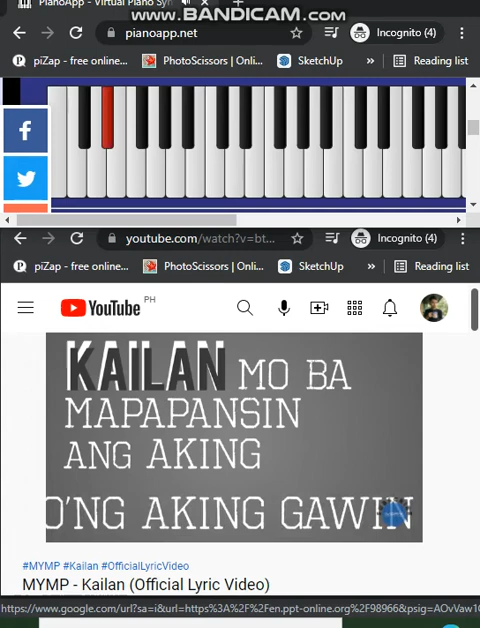 PianoApp - Virtual Piano Syn
www.BANDICAM.com
pianoapp.net
Incognito (4)
piZap - free online...
PhotoScissors | Onli...
SketchUp
»
Reading list
youtube.com/watch?v=bt...
Incognito (4)
piZap - free online...
PhotoScissors | Onli...
SketchUp
»
Reading list
YouTube PH
KAILAN MO BA
MAPAPANSIN
ANG AKING
O'NG AKING GAWIN
#MYMP #Kailan #OfficialLyricVideo
MYMP - Kailan (Official Lyric Video)
https://www.google.com/url?sa=i&url=https%3A%2F%2Fen.ppt-online.org%2F98966&psig=AOvVaw1